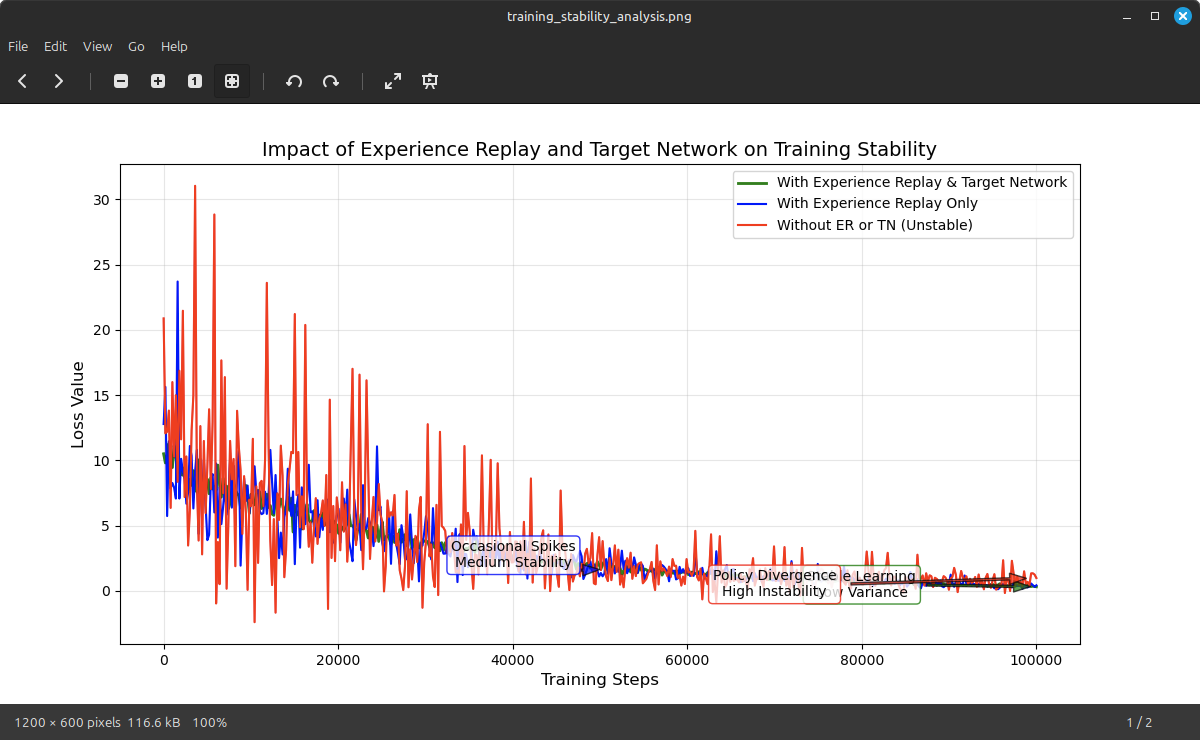 training_stability_analysis.png
File Edit View Go Help
1
Impact of Experience Replay and Target Network on Training Stability
With Experience Replay & Target Network
With Experience Replay Only
Without ER or TN (Unstable)
Loss Value
30
25
20
15
10
5
0
Occasional Spikes
Medium Stability
Policy Divergence
High Instability
Learning
Variance
0 20000 40000 60000 80000 100000
Training Steps
1200 × 600 pixels 116.6 kB 100%
1 / 2